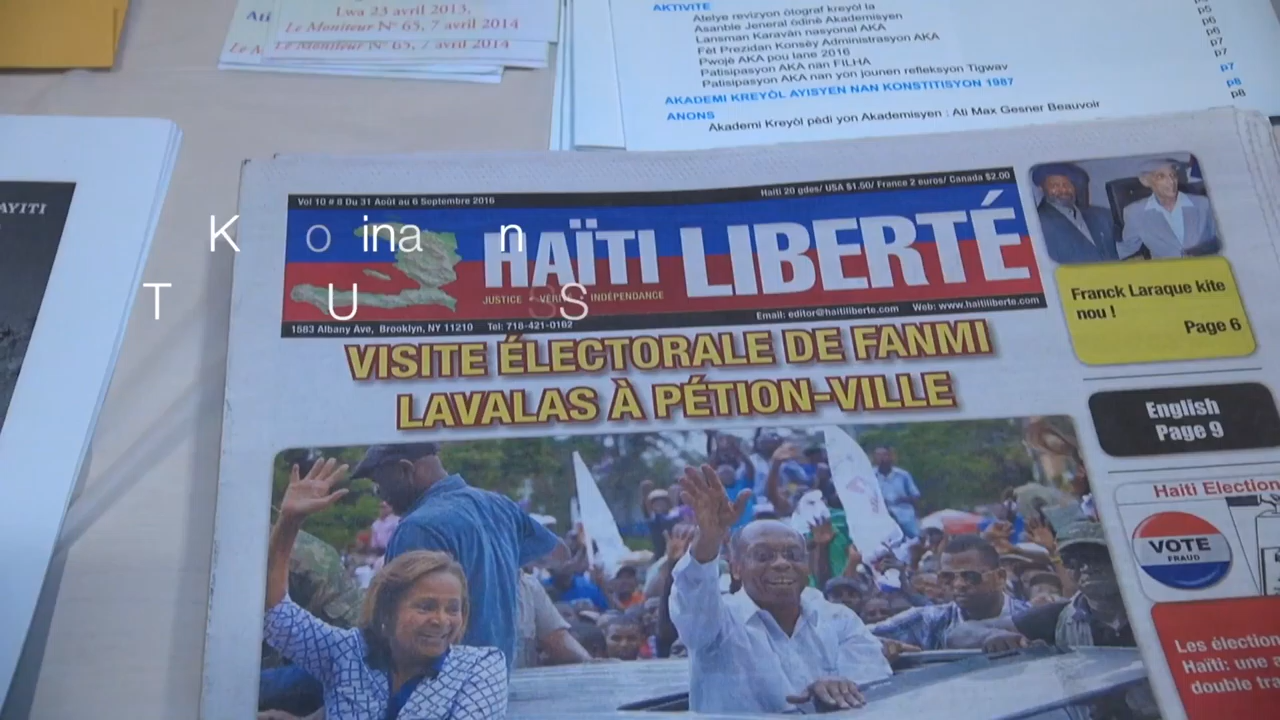 Lwa 23 avril 2013,
Le Moniteur N° 65, 7 avril 2014
Le Moniteur N° 65, 7 avril 2014
AKTIVITE
Atelye revizyon òtograf kreyòl la p5
Asanble Jeneral òdinè Akademisyen p6
Lansman Karavàn nasyonal AKA p6
Fèt Prezidan Konsèy Administrasyon AKA p7
Pwojè AKA pou lane 2016 p7
Patisipasyon AKA nan FILHA
Patisipasyon AKA nan yon jounen refleksyon Tigwav p7
AKADEMI KREYÒL AYISYEN NAN KONSTITISYON 1987 p8
ANONS p8
Akademi Kreyòl pèdi yon Akademisyen : Ati Max Gesner Beauvoir
AYITI
K o ina n
T U S S
Vol 10 # 8 Du 31 Août au 6 Septembre 2016
Haïti 20 gdes/ USA $1.50/ France 2 euros/ Canada $2.00
HAÏTI LIBERTÉ
JUSTICE VÉRITÉ INDÉPENDANCE
1583 Albany Ave, Brooklyn, NY 11210 Tel: 718-421-0162
Email: editor@haitiliberte.com Web: www.haitiliberte.com
VISITE ÉLECTORALE DE FANMI
LAVALAS À PÉTION-VILLE
Franck Laraque kite
nou !
Page 6
English
Page 9
Haiti Election
VOTE
FRAUD
Les élection
Haïti: une
double tra